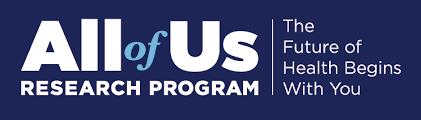 All of Us
RESEARCH PROGRAM
The
Future of
Health Begins
With You